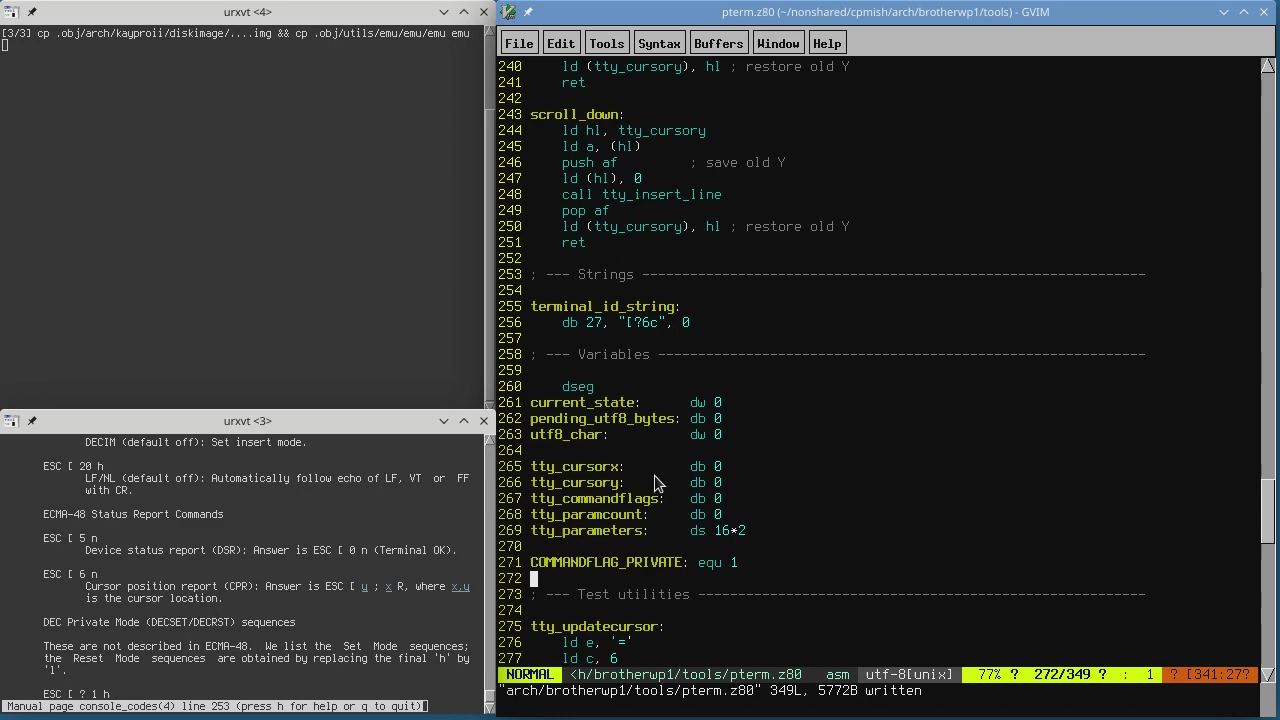 urxvt <4>
[3/3] cp .obj/arch/kayproii/diskimage/....img && cp .obj/utils/emu/emu/emu emu
urxvt <3>
DECIM (default off): Set insert mode.
ESC [ 20 h
LF/NL (default off): Automatically follow echo of LF, VT or FF
with CR.
ECMA-48 Status Report Commands
ESC [ 5 n
Device status report (DSR): Answer is ESC [ 0 n (Terminal OK).
ESC [ 6 n
Cursor position report (CPR): Answer is ESC [ y ; x R, where x,y
is the cursor location.
DEC Private Mode (DECSET/DECRST) sequences
These are not described in ECMA-48. We list the Set Mode sequences;
the Reset Mode sequences are obtained by replacing the final 'h' by
'l'.
ESC [ ? 1 h
Manual page console_codes(4) line 253 (press h for help or q to quit)
pterm.z80 (~/nonshared/cpmish/arch/brotherwp1/tools) - GVIM
File Edit Tools Syntax Buffers Window Help
240 ld (tty_cursory), hl ; restore old Y
241 ret
242
243 scroll_down:
244 ld hl, tty_cursory
245 ld a, (hl)
246 push af ; save old Y
247 ld (hl), 0
248 call tty_insert_line
249 pop af
250 ld (tty_cursory), hl ; restore old Y
251 ret
252
253 ; --- Strings ---------------------------------------------------------------
254
255 terminal_id_string:
256 db 27, "[?6c", 0
257
258 ; --- Variables -------------------------------------------------------------
259
260 dseg
261 current_state: dw 0
262 pending_utf8_bytes: db 0
263 utf8_char: dw 0
264
265 tty_cursorx: db 0
266 tty_cursory: db 0
267 tty_commandflags: db 0
268 tty_paramcount: db 0
269 tty_parameters: ds 16*2
270
271 COMMANDFLAG_PRIVATE: equ 1
272
273 ; --- Test utilities --------------------------------------------------------
274
275 tty_updatecursor:
276 ld e, '='
277 ld c, 6
NORMAL <h/brotherwp1/tools/pterm.z80 asm utf-8[unix] 77% ? 272/349 ? : 1 ? [341:27?
"arch/brotherwp1/tools/pterm.z80" 349L, 5772B written